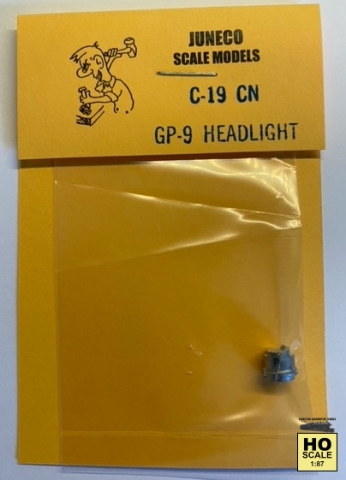 JUNECO
SCALE MODELS
C-19 CN
GP-9 HEADLIGHT
HO
SCALE
1:87